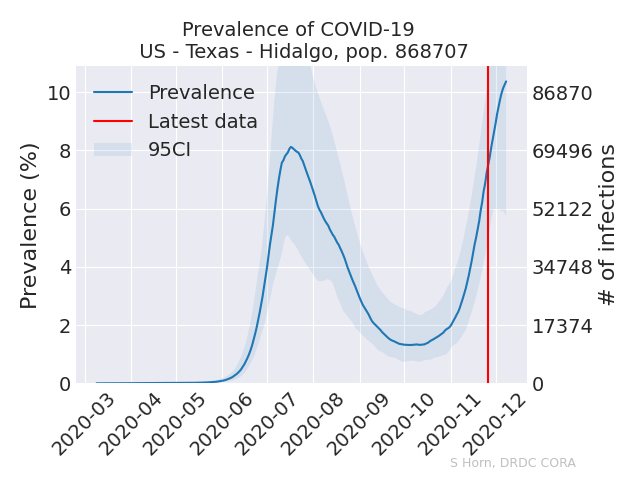 Prevalence of COVID-19
US - Texas - Hidalgo, pop. 868707
Prevalence
Latest data
95CI
Prevalence (%)
10
8
6
4
2
0
86870
69496
52122
34748
17374
0
# of infections
2020-03
2020-04
2020-05
2020-06
2020-07
2020-08
2020-09
2020-10
2020-11
2020-12
S Horn, DRDC CORA